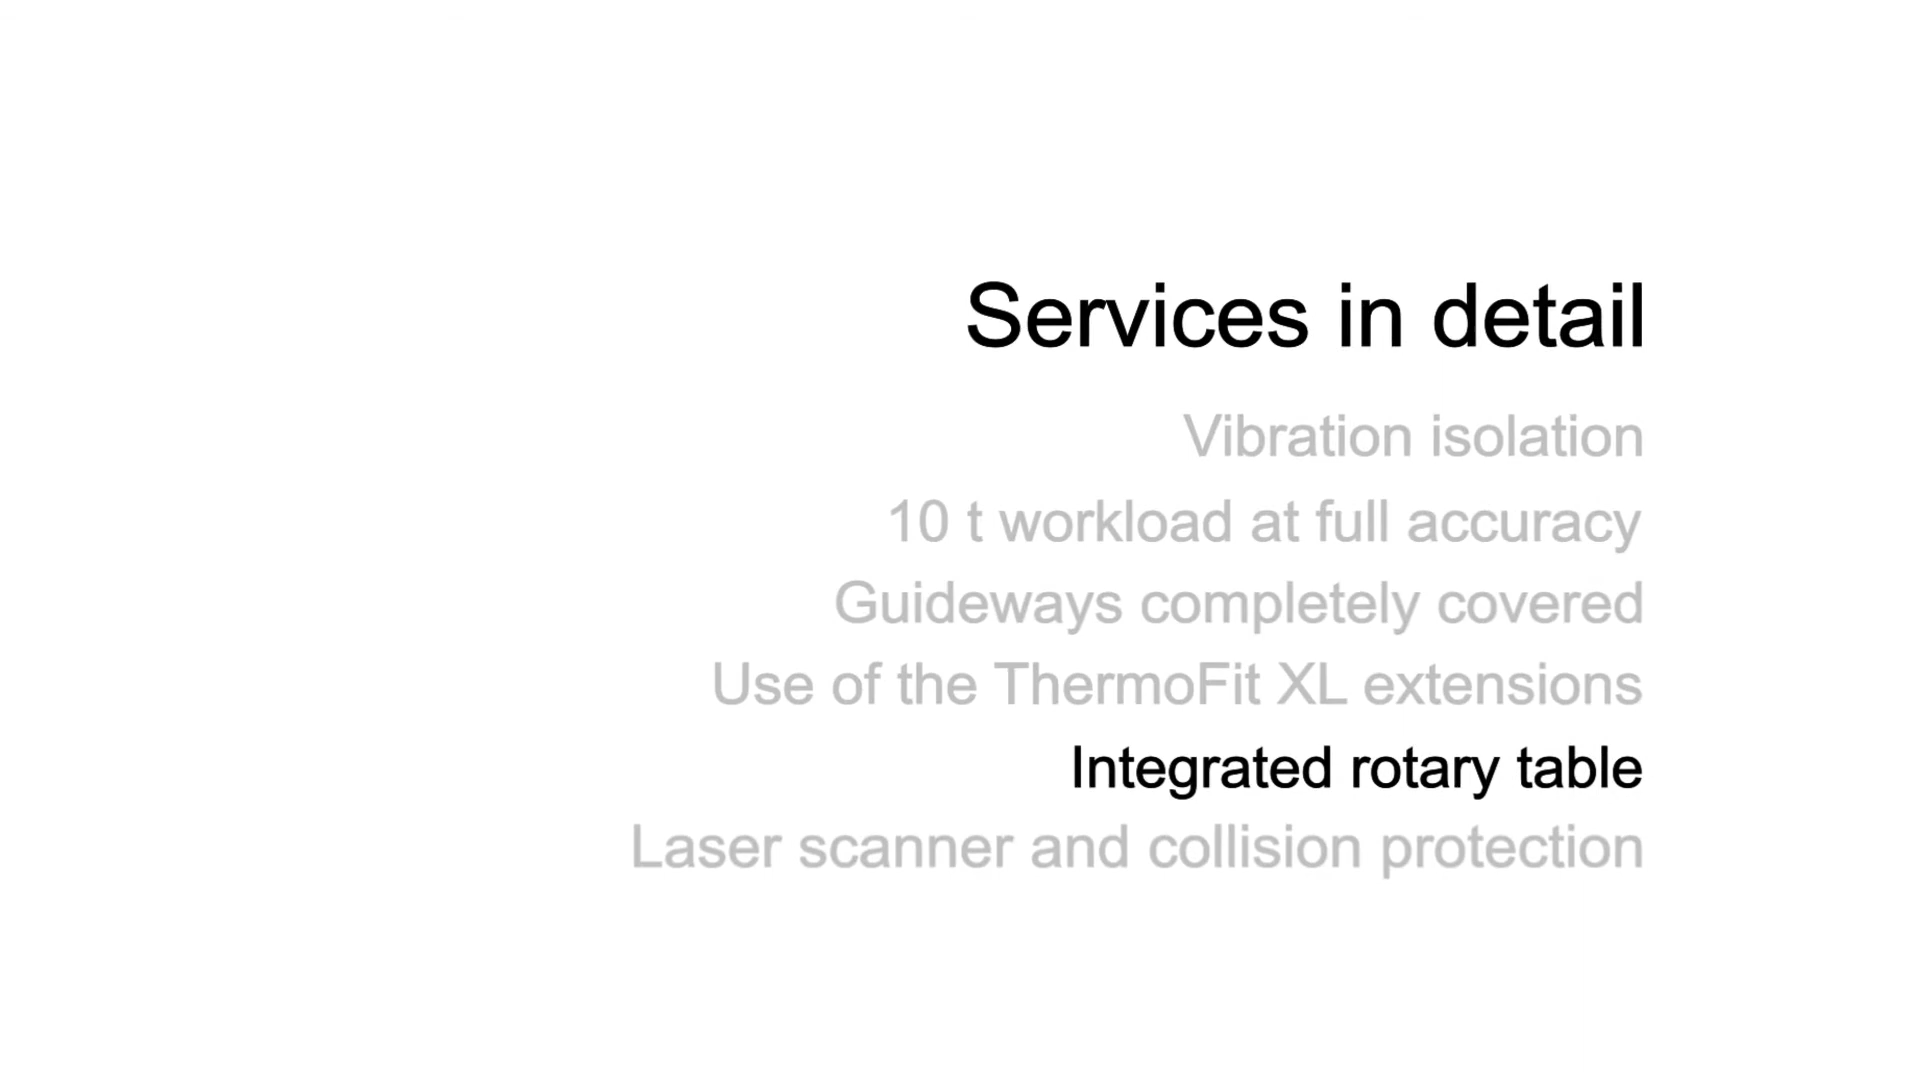 Services in detail
Vibration isolation
10 t workload at full accuracy
Guideways completely covered
Use of the ThermoFit XL extensions
Integrated rotary table
Laser scanner and collision protection